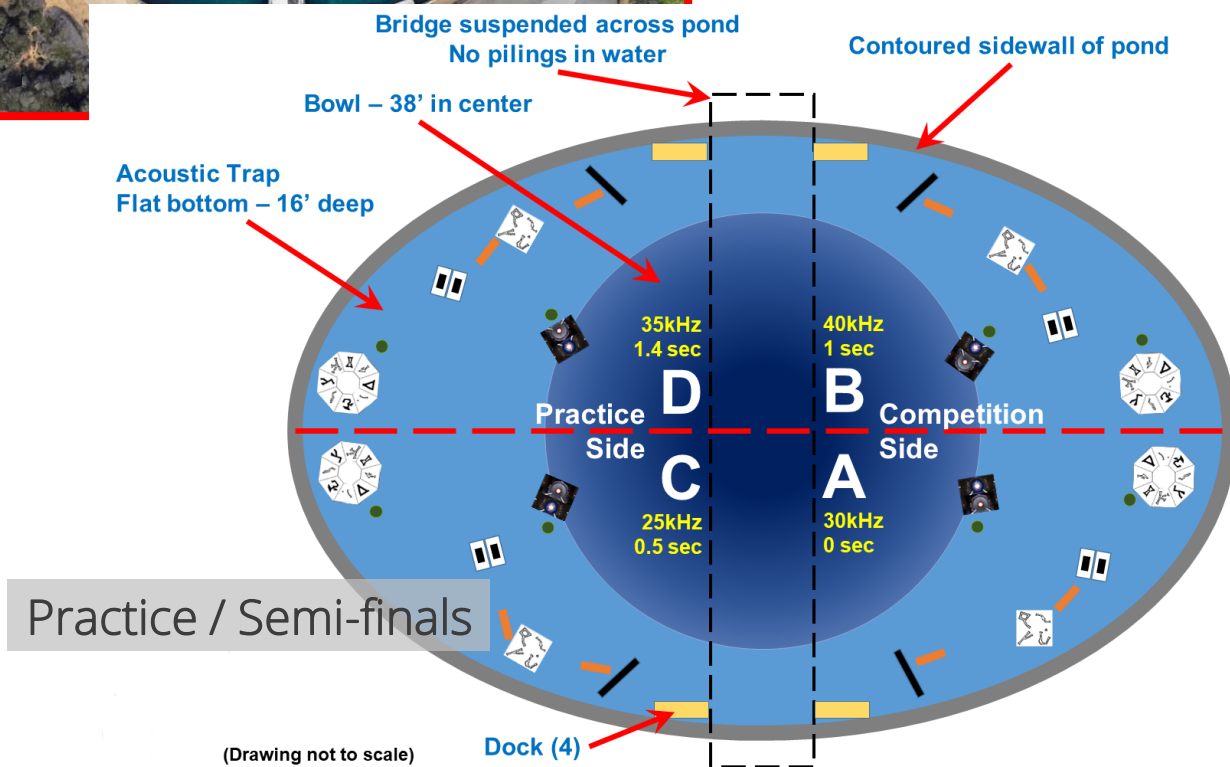 Bridge suspended across pond
No pilings in water
Contoured sidewall of pond
Bowl – 38’ in center
Acoustic Trap
Flat bottom – 16’ deep
35kHz
1.4 sec
D
40kHz
1 sec
B
Practice
Side
Competition
Side
C
25kHz
0.5 sec
A
30kHz
0 sec
Practice / Semi-finals
(Drawing not to scale)
Dock (4)